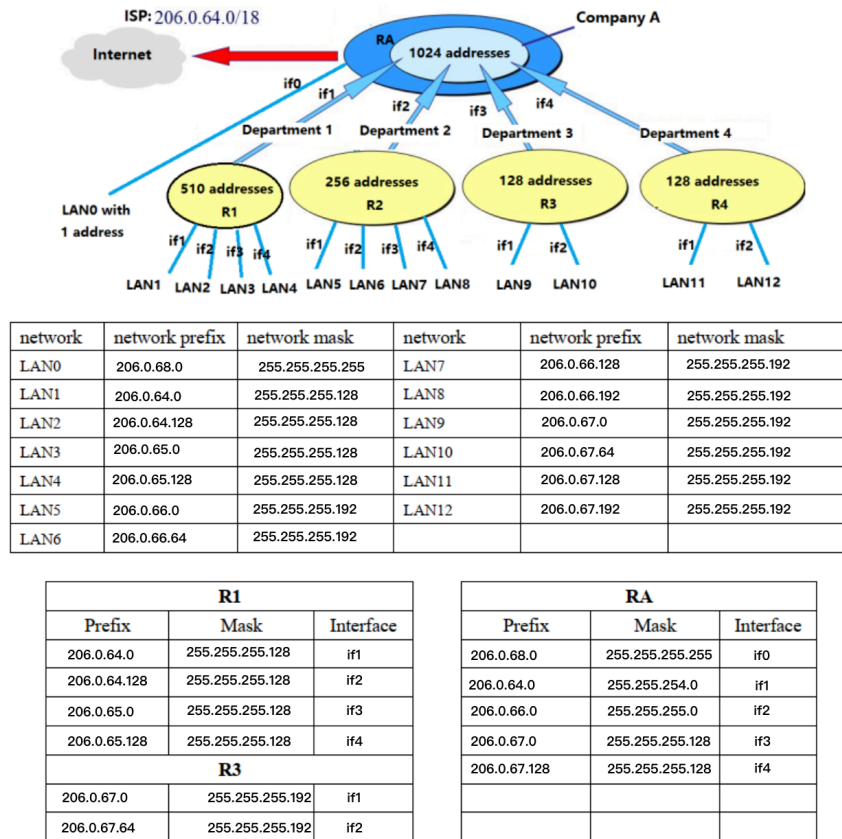 ISP: 206.0.64.0/18
Company A
Internet
RA
1024 addresses
if0
if1
if2
if3
if4
Department 1
Department 2
Department 3
Department 4
510 addresses
R1
256 addresses
R2
128 addresses
R3
128 addresses
R4
LAN0 with
1 address
if1 if2 if3 if4
if1 if2 if3 if4
if1 if2
if1 if2
LAN1 LAN2 LAN3 LAN4 LAN5 LAN6 LAN7 LAN8 LAN9 LAN10 LAN11 LAN12
network network prefix network mask network network prefix network mask
LAN0 206.0.68.0 255.255.255.255 LAN7 206.0.66.128 255.255.255.192
LAN1 206.0.64.0 255.255.255.128 LAN8 206.0.66.192 255.255.255.192
LAN2 206.0.64.128 255.255.255.128 LAN9 206.0.67.0 255.255.255.192
LAN3 206.0.65.0 255.255.255.128 LAN10 206.0.67.64 255.255.255.192
LAN4 206.0.65.128 255.255.255.128 LAN11 206.0.67.128 255.255.255.192
LAN5 206.0.66.0 255.255.255.192 LAN12 206.0.67.192 255.255.255.192
LAN6 206.0.66.64 255.255.255.192
R1
Prefix Mask Interface
206.0.64.0 255.255.255.128 if1
206.0.64.128 255.255.255.128 if2
206.0.65.0 255.255.255.128 if3
206.0.65.128 255.255.255.128 if4
R3
206.0.67.0 255.255.255.192 if1
206.0.67.64 255.255.255.192 if2
RA
Prefix Mask Interface
206.0.68.0 255.255.255.255 if0
206.0.64.0 255.255.254.0 if1
206.0.66.0 255.255.255.0 if2
206.0.67.0 255.255.255.128 if3
206.0.67.128 255.255.255.128 if4